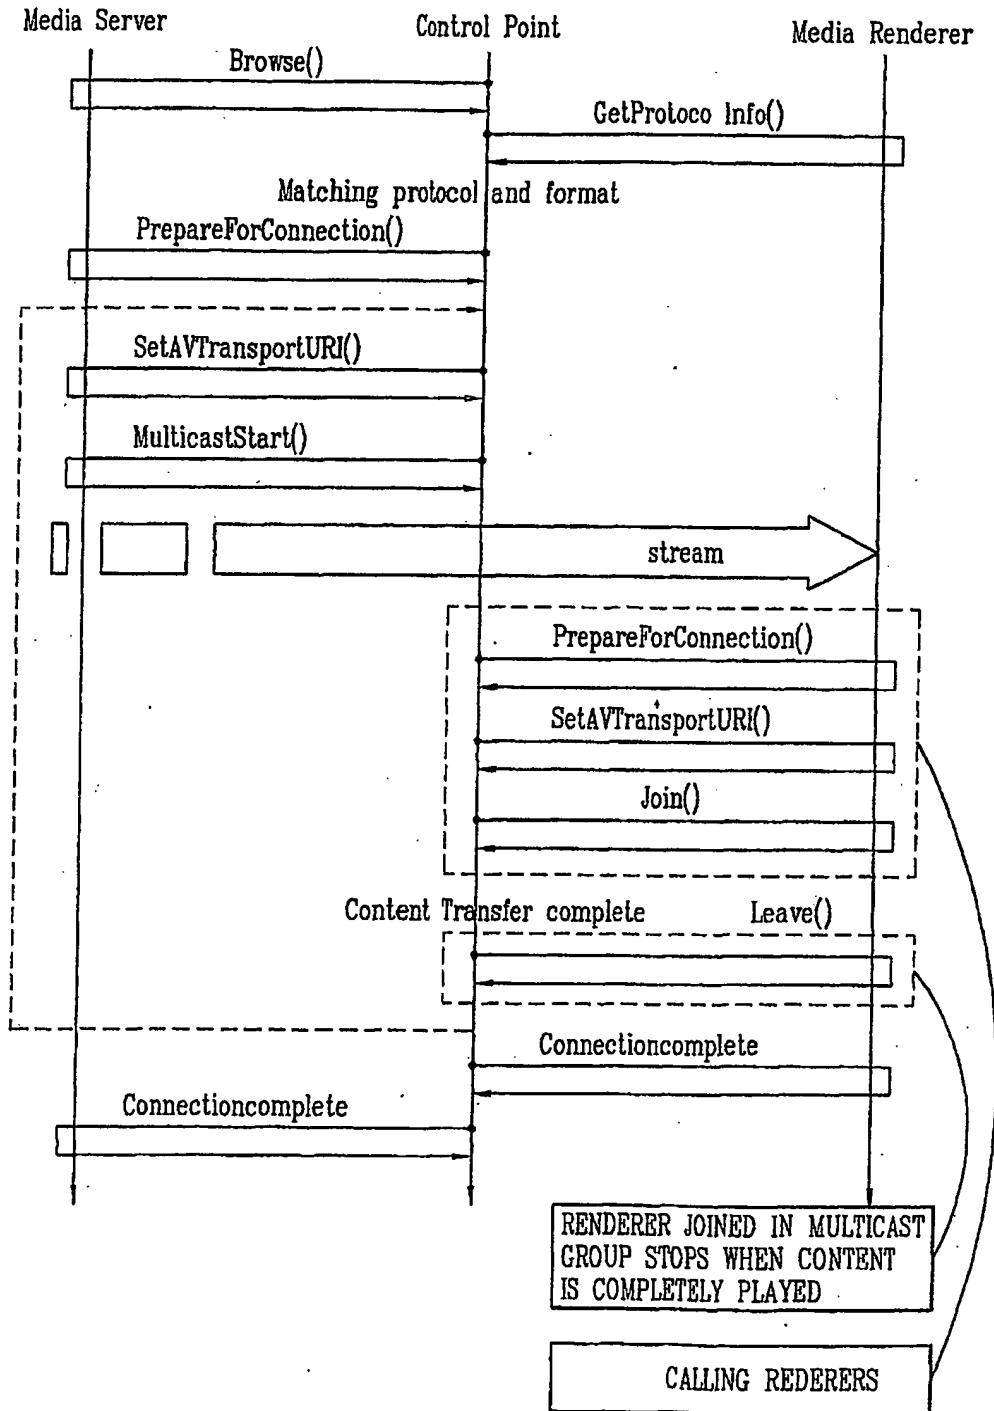 Media Server
Control Point
Media Renderer
Browse()
GetProtoco Info()
Matching protocol and format
PrepareForConnection()
SetAVTransportURI()
MulticastStart()
stream
PrepareForConnection()
SetAVTransportURI()
Join()
Content Transfer complete
Leave()
Connectioncomplete
Connectioncomplete
RENDERER JOINED IN MULTICAST
GROUP STOPS WHEN CONTENT
IS COMPLETELY PLAYED
CALLING REDERERS